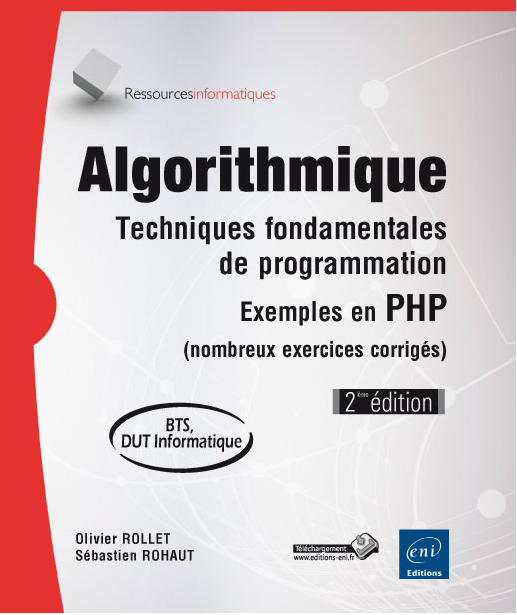 Ressourcesinformatiques
Algorithmique
Techniques fondamentales
de programmation
Exemples en PHP
(nombreux exercices corrigés)
2ème édition
BTS,
DUT Informatique
Olivier ROLLET
Sébastien ROHAUT
Téléchargement
www.editions-eni.fr
eni
Editions